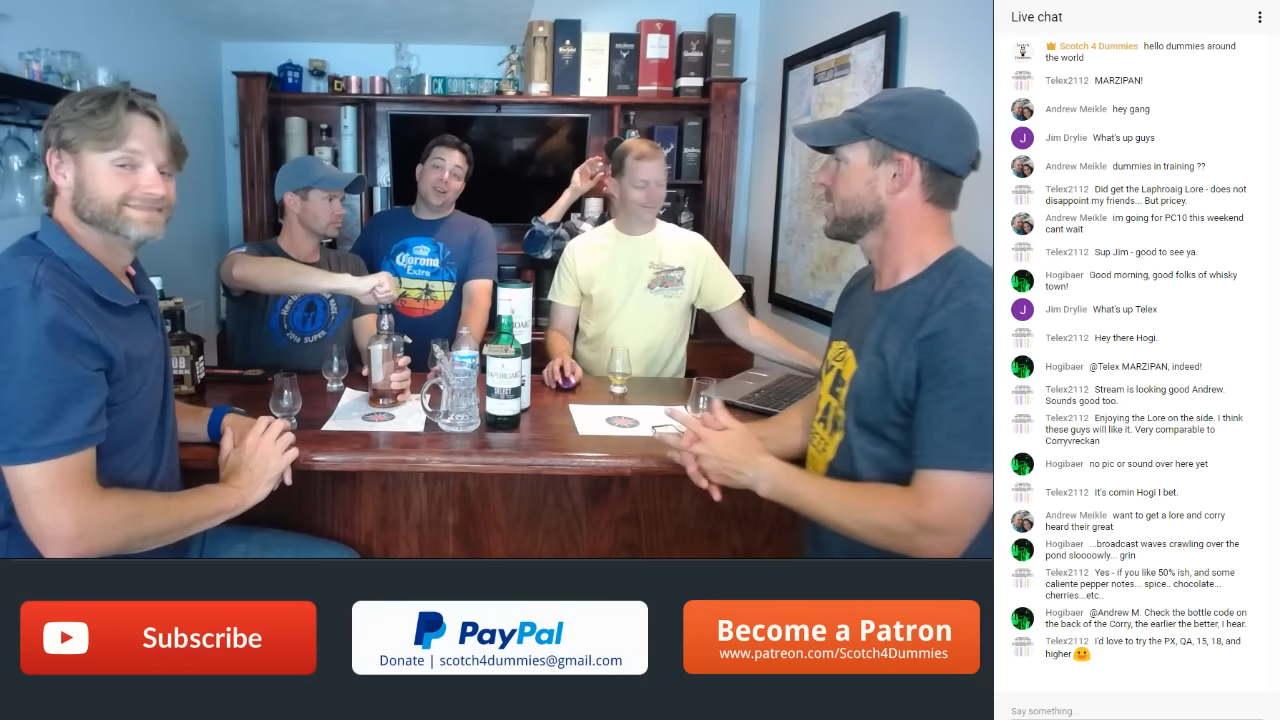 Live chat
Scotch 4 Dummies hello dummies around
the world
Telex2112 MARZIPAN!
Andrew Meikle hey gang
J Jim Drylie What's up guys
Andrew Meikle dummies in training ??
Telex2112 Did get the Laphroaig Lore - does not
disappoint my friends... But pricey.
Andrew Meikle im going for PC10 this weekend
cant wait
Telex2112 Sup Jim - good to see ya.
Hogibaer Good morning, good folks of whisky
town!
J Jim Drylie What's up Telex
Telex2112 Hey there Hogi.
Hogibaer @Telex MARZIPAN, indeed!
Telex2112 Stream is looking good Andrew.
Sounds good too.
Telex2112 Enjoying the Lore on the side. I think
these guys will like it. Very comparable to
Corryvreckan
Hogibaer no pic or sound over here yet
Telex2112 It's comin Hogi I bet.
Andrew Meikle want to get a lore and corry
heard their great
Hogibaer ...broadcast waves crawling over the
pond sloooowly... grin
Telex2112 Yes - if you like 50% ish, and some
caliente pepper notes... spice.. chocolate...
cherries...etc..
Hogibaer @Andrew M. Check the bottle code on
the back of the Corry, the earlier the better, I hear.
Telex2112 I'd love to try the PX, QA, 15, 18, and
higher
Say something...
Corona
Extra
SELECT
Subscribe
PayPal
Donate | scotch4dummies@gmail.com
Become a Patron
www.patreon.com/Scotch4Dummies